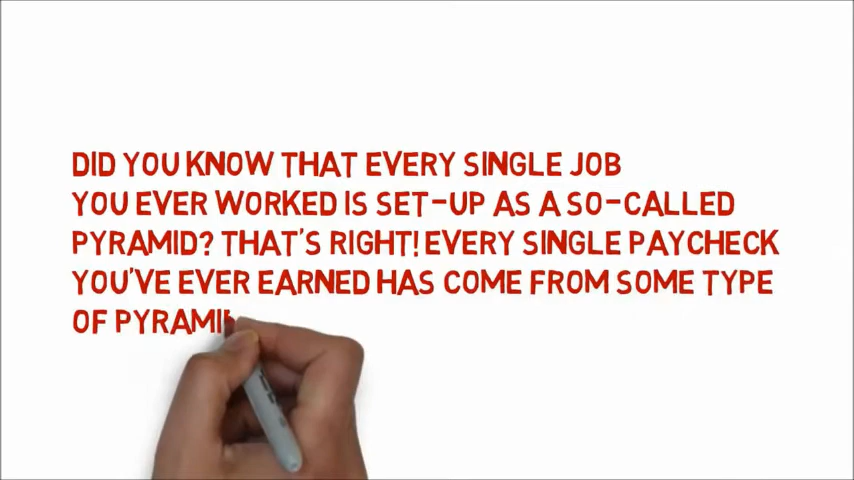 DID YOU KNOW THAT EVERY SINGLE JOB
YOU EVER WORKED IS SET-UP AS A SO-CALLED
PYRAMID? THAT'S RIGHT! EVERY SINGLE PAYCHECK
YOU'VE EVER EARNED HAS COME FROM SOME TYPE
OF